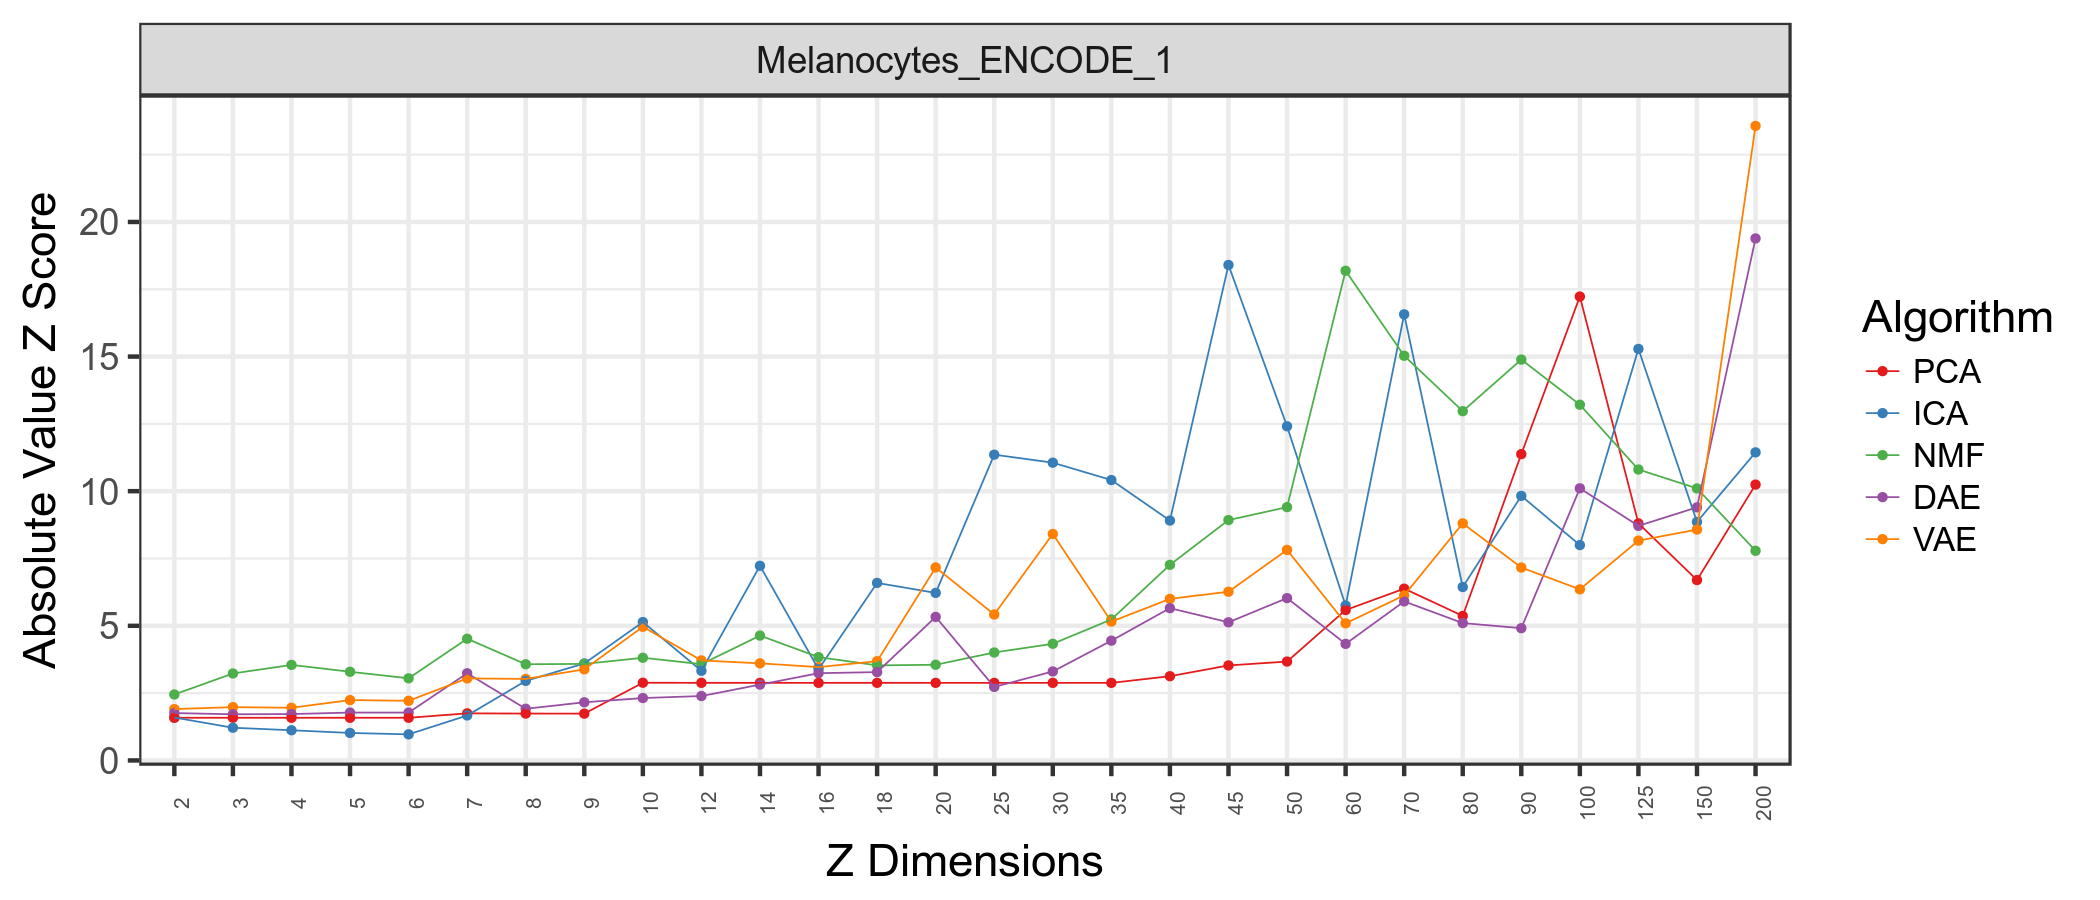 Melanocytes_ENCODE_1
Absolute Value Z Score
20
15
10
5
0
2 3 4 5 6 7 8 9 10 12 14 16 18 20 25 30 35 40 45 50 60 70 80 90 100 125 150 200
Z Dimensions
Algorithm
PCA
ICA
NMF
DAE
VAE